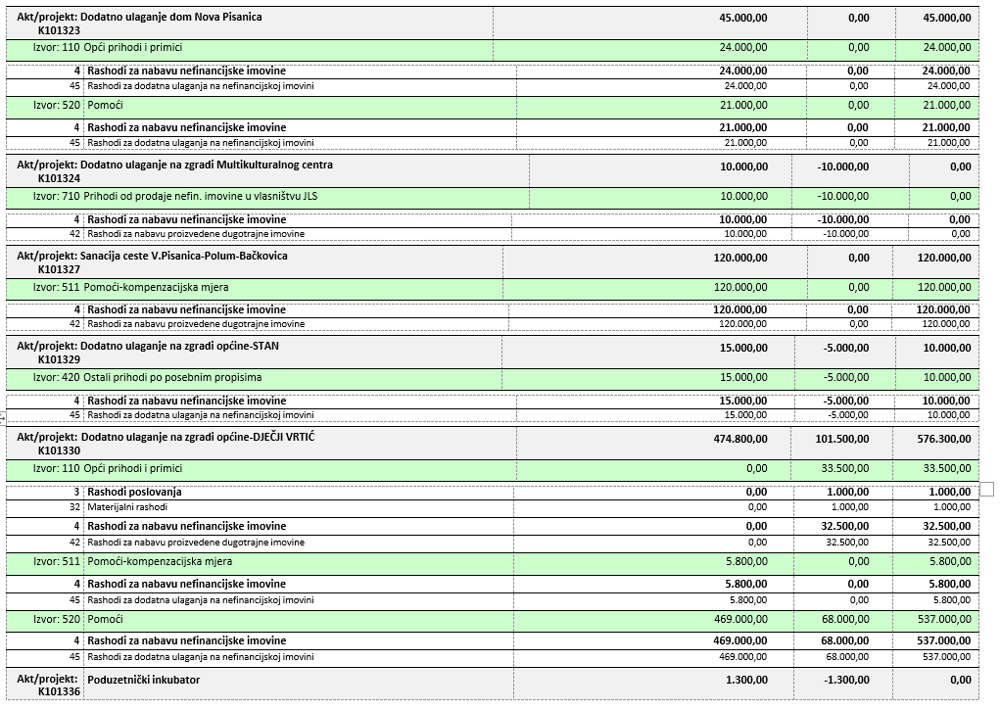 Akt/projekt: Dodatno ulaganje dom Nova Pisanica 45.000,00 0,00 45.000,00
K101323
Izvor: 110 Opći prihodi i primici 24.000,00 0,00 24.000,00
4 Rashodi za nabavu nefinancijske imovine 24.000,00 0,00 24.000,00
45 Rashodi za dodatna ulaganja na nefinancijskoj imovini 24.000,00 0,00 24.000,00
Izvor: 520 Pomoći 21.000,00 0,00 21.000,00
4 Rashodi za nabavu nefinancijske imovine 21.000,00 0,00 21.000,00
45 Rashodi za dodatna ulaganja na nefinancijskoj imovini 21.000,00 0,00 21.000,00
Akt/projekt: Dodatno ulaganje na zgradi Multikulturalnog centra 10.000,00 -10.000,00 0,00
K101324
Izvor: 710 Prihodi od prodaje nefin. imovine u vlasništvu JLS 10.000,00 -10.000,00 0,00
4 Rashodi za nabavu nefinancijske imovine 10.000,00 -10.000,00 0,00
42 Rashodi za nabavu proizvedene dugotrajne imovine 10.000,00 -10.000,00 0,00
Akt/projekt: Sanacija ceste V.Pisanica-Polum-Bačkovica 120.000,00 0,00 120.000,00
K101327
Izvor: 511 Pomoći-kompenzacijska mjera 120.000,00 0,00 120.000,00
4 Rashodi za nabavu nefinancijske imovine 120.000,00 0,00 120.000,00
42 Rashodi za nabavu proizvedene dugotrajne imovine 120.000,00 0,00 120.000,00
Akt/projekt: Dodatno ulaganje na zgradi općine-STAN 15.000,00 -5.000,00 10.000,00
K101329
Izvor: 420 Ostali prihodi po posebnim propisima 15.000,00 -5.000,00 10.000,00
4 Rashodi za nabavu nefinancijske imovine 15.000,00 -5.000,00 10.000,00
45 Rashodi za dodatna ulaganja na nefinancijskoj imovini 15.000,00 -5.000,00 10.000,00
Akt/projekt: Dodatno ulaganje na zgradi općine-DJEČJI VRTIĆ 474.800,00 101.500,00 576.300,00
K101330
Izvor: 110 Opći prihodi i primici 0,00 33.500,00 33.500,00
3 Rashodi poslovanja 0,00 1.000,00 1.000,00
32 Materijalni rashodi 0,00 1.000,00 1.000,00
4 Rashodi za nabavu nefinancijske imovine 0,00 32.500,00 32.500,00
42 Rashodi za nabavu proizvedene dugotrajne imovine 0,00 32.500,00 32.500,00
Izvor: 511 Pomoći-kompenzacijska mjera 5.800,00 0,00 5.800,00
4 Rashodi za nabavu nefinancijske imovine 5.800,00 0,00 5.800,00
45 Rashodi za dodatna ulaganja na nefinancijskoj imovini 5.800,00 0,00 5.800,00
Izvor: 520 Pomoći 469.000,00 68.000,00 537.000,00
4 Rashodi za nabavu nefinancijske imovine 469.000,00 68.000,00 537.000,00
45 Rashodi za dodatna ulaganja na nefinancijskoj imovini 469.000,00 68.000,00 537.000,00
Akt/projekt: Poduzetnički inkubator 1.300,00 -1.300,00 0,00
K101336